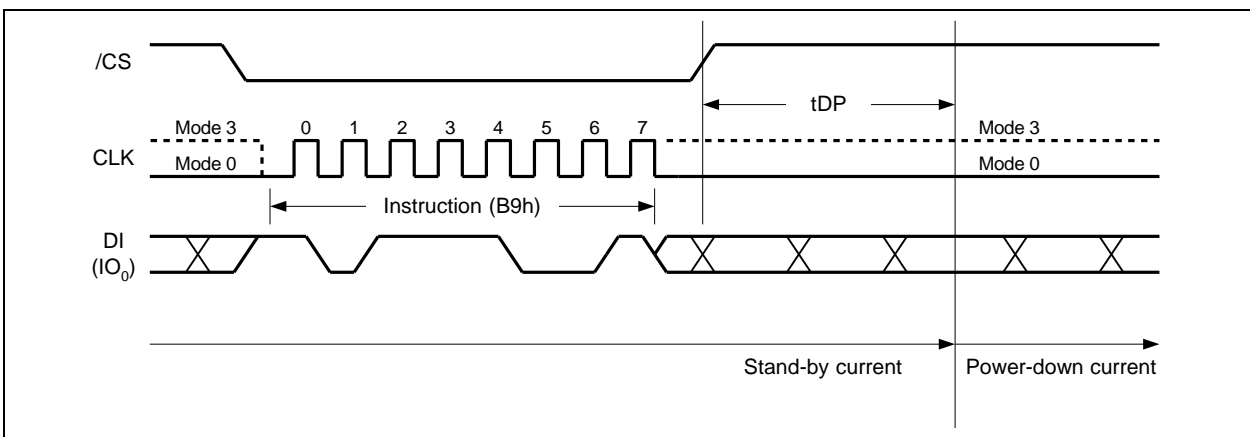 /CS
tDP
Mode 3
0 1 2 3 4 5 6 7
Mode 3
CLK
Mode 0
Mode 0
Instruction (B9h)
DI
(IO₀)
Stand-by current
Power-down current